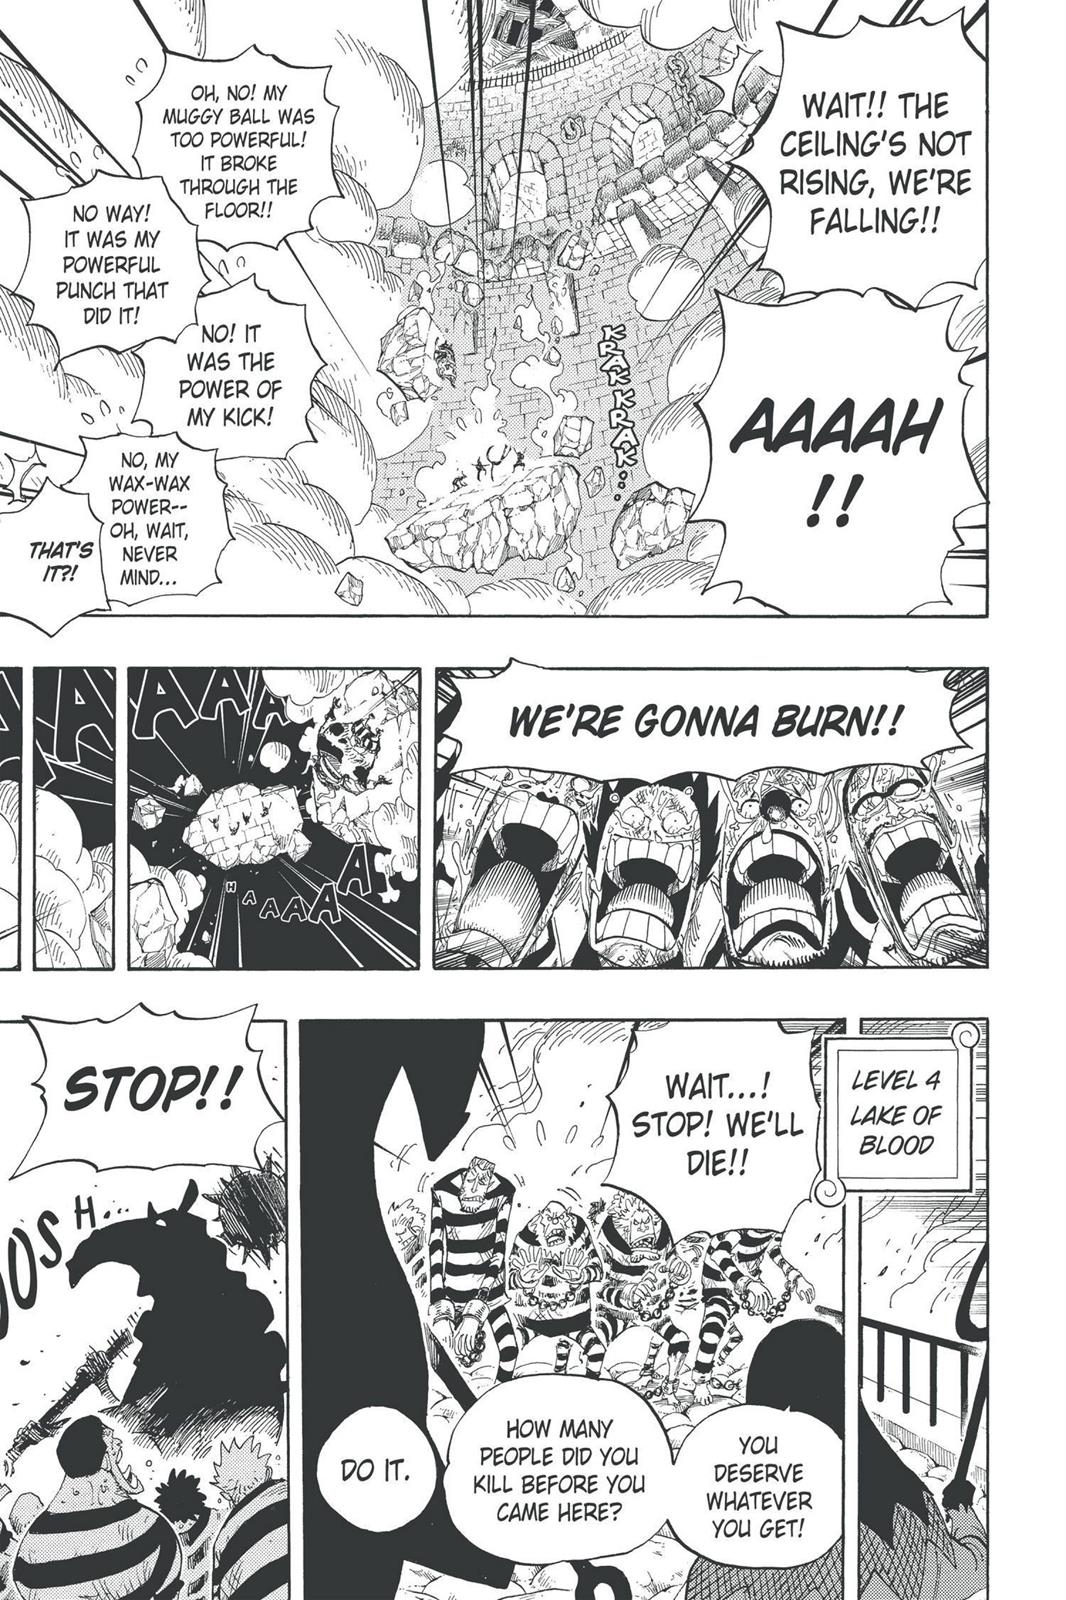 WAIT!! THE
CEILING'S NOT
RISING, WE'RE
FALLING!!
AAAAH
!!
KRAK KRAK...
OH, NO! MY
MUGGY BALL WAS
TOO POWERFUL!
IT BROKE
THROUGH THE
FLOOR!!
NO WAY!
IT WAS MY
POWERFUL
PUNCH THAT
DID IT!
NO! IT
WAS THE
POWER OF
MY KICK!
NO, MY
WAX-WAX
POWER--
OH, WAIT,
NEVER
MIND...
THAT'S
IT?!
WE'RE GONNA BURN!!
HAAAAA
AAAAAA
LEVEL 4
LAKE OF
BLOOD
WAIT...!
STOP! WE'LL
DIE!!
YOU
DESERVE
WHATEVER
YOU GET!
HOW MANY
PEOPLE DID YOU
KILL BEFORE YOU
CAME HERE?
DO IT.
STOP!!
OOSH...